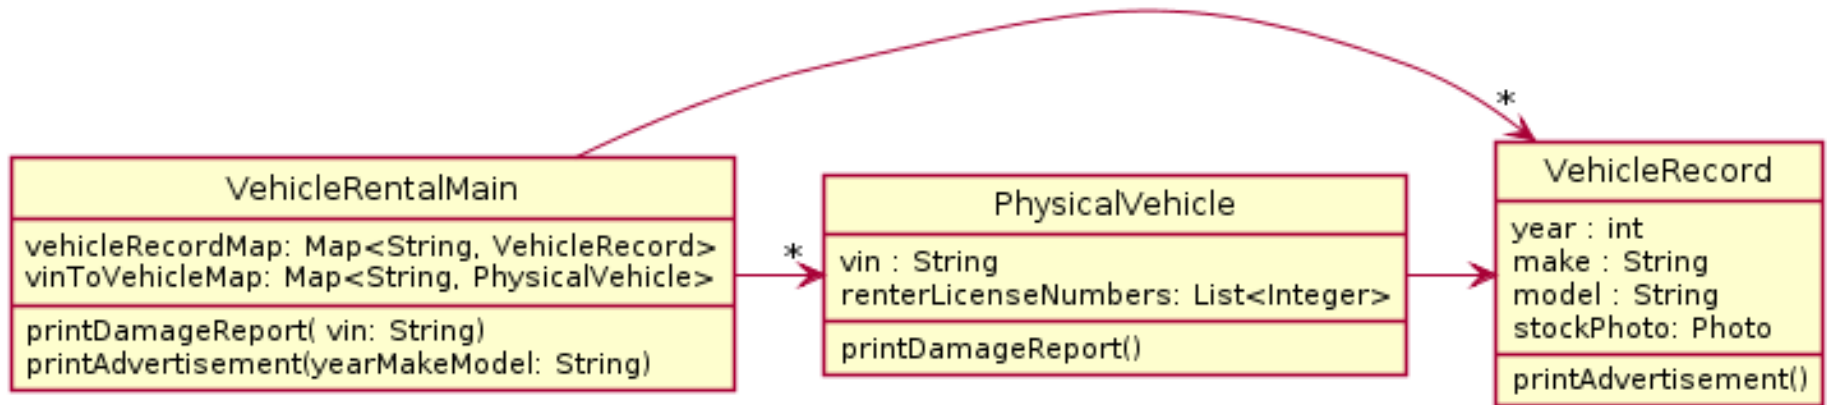 VehicleRentalMain
vehicleRecordMap: Map<String, VehicleRecord>
vinToVehicleMap: Map<String, PhysicalVehicle>
printDamageReport( vin: String)
printAdvertisement(yearMakeModel: String)
*
PhysicalVehicle
vin : String
renterLicenseNumbers: List<Integer>
printDamageReport()
*
VehicleRecord
year : int
make : String
model : String
stockPhoto: Photo
printAdvertisement()